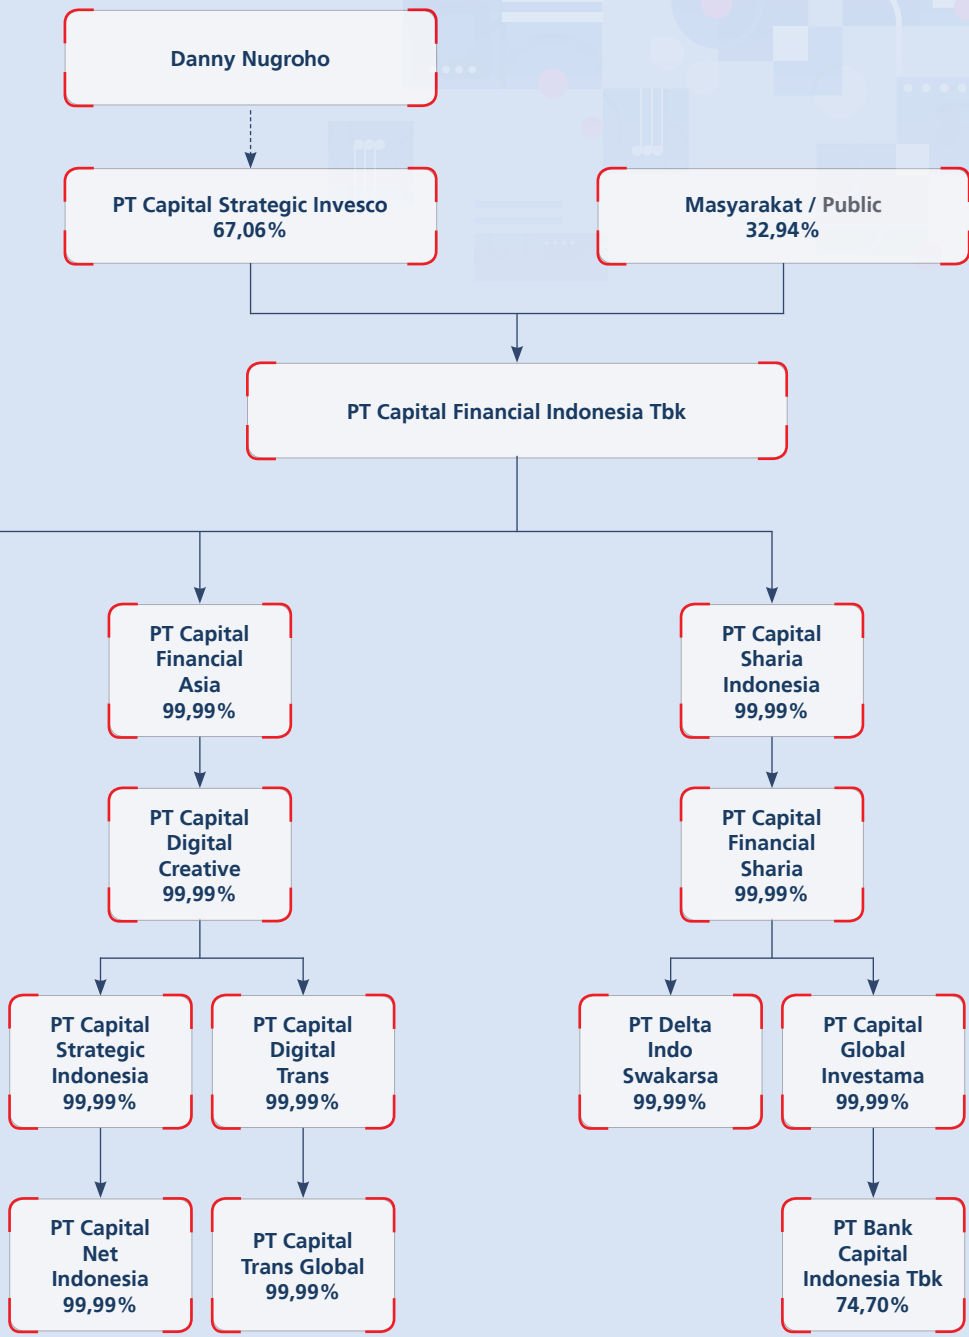 Danny Nugroho
PT Capital Strategic Invesco
67,06%
Masyarakat / Public
32,94%
PT Capital Financial Indonesia Tbk
PT Capital
Financial
Asia
99,99%
PT Capital
Sharia
Indonesia
99,99%
PT Capital
Digital
Creative
99,99%
PT Capital
Financial
Sharia
99,99%
PT Capital
Strategic
Indonesia
99,99%
PT Capital
Digital
Trans
99,99%
PT Delta
Indo
Swakarsa
99,99%
PT Capital
Global
Investama
99,99%
PT Capital
Net
Indonesia
99,99%
PT Capital
Trans Global
99,99%
PT Bank
Capital
Indonesia Tbk
74,70%